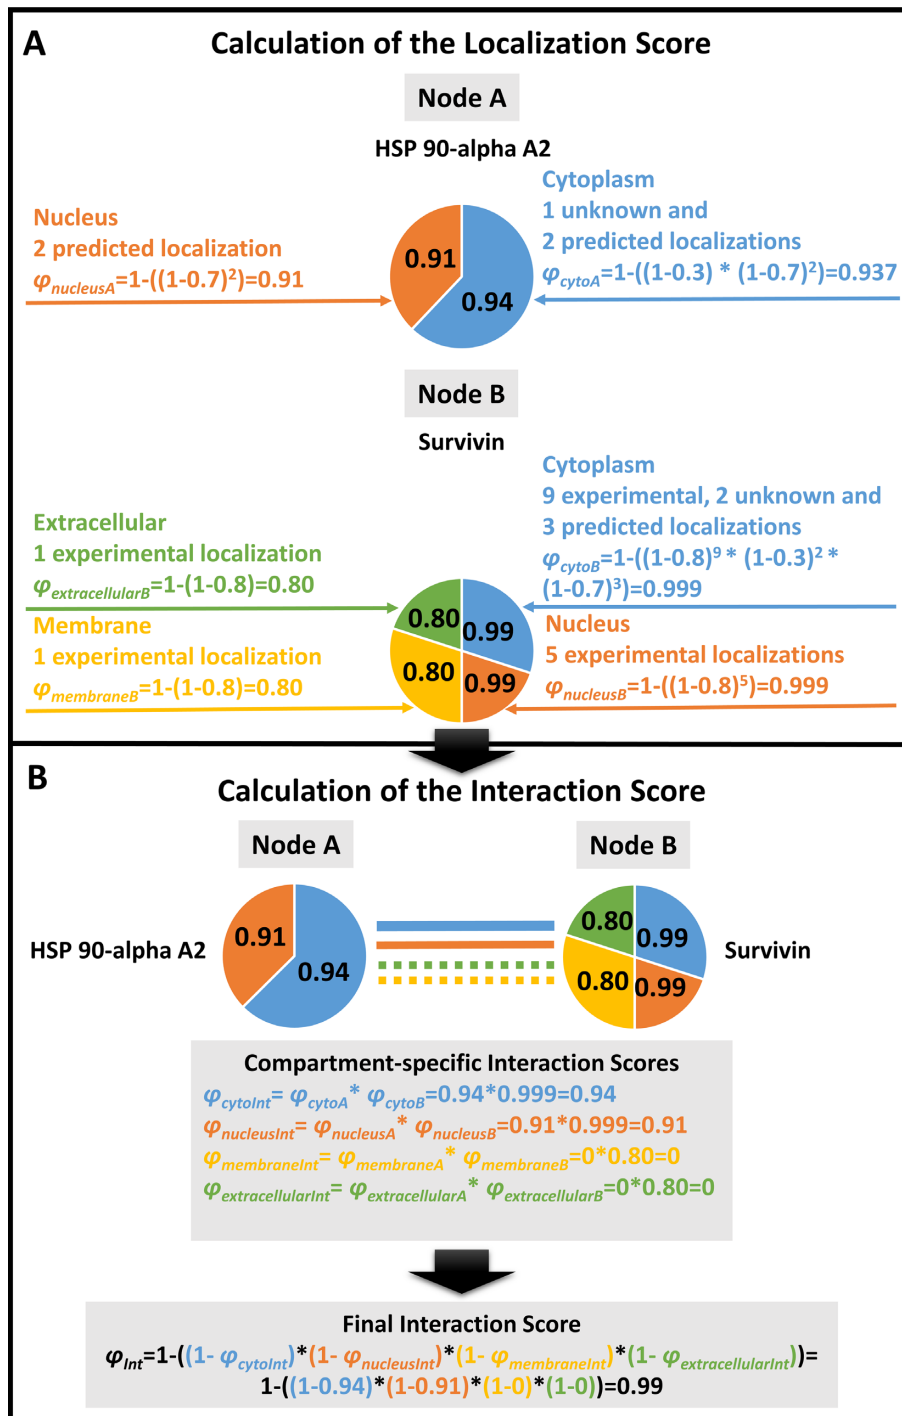 A
Calculation of the Localization Score
Node A
HSP 90-alpha A2
Nucleus
2 predicted localization
φnucleusA=1-((1-0.7)²)=0.91
Cytoplasm
1 unknown and
2 predicted localizations
φcytoA=1-((1-0.3) * (1-0.7)²)=0.937
0.91
0.94
Node B
Survivin
Extracellular
1 experimental localization
φextracellularB=1-(1-0.8)=0.80
Membrane
1 experimental localization
φmembraneB=1-(1-0.8)=0.80
Cytoplasm
9 experimental, 2 unknown and
3 predicted localizations
φcytoB=1-((1-0.8)⁹ * (1-0.3)² *
(1-0.7)³)=0.999
Nucleus
5 experimental localizations
φnucleusB=1-((1-0.8)⁵)=0.999
0.80
0.99
0.80
0.99
B
Calculation of the Interaction Score
Node A
Node B
HSP 90-alpha A2
0.91
0.94
0.80
0.99
0.80
0.99
Survivin
Compartment-specific Interaction Scores
φcytoInt= φcytoA* φcytoB=0.94*0.999=0.94
φnucleusInt= φnucleusA* φnucleusB=0.91*0.999=0.91
φmembraneInt= φmembraneA* φmembraneB=0*0.80=0
φextracellularInt= φextracellularA* φextracellularB=0*0.80=0
Final Interaction Score
φInt=1-((1- φcytoInt)*(1- φnucleusInt)*(1- φmembraneInt)*(1- φextracellularInt))=
1-((1-0.94)*(1-0.91)*(1-0)*(1-0))=0.99